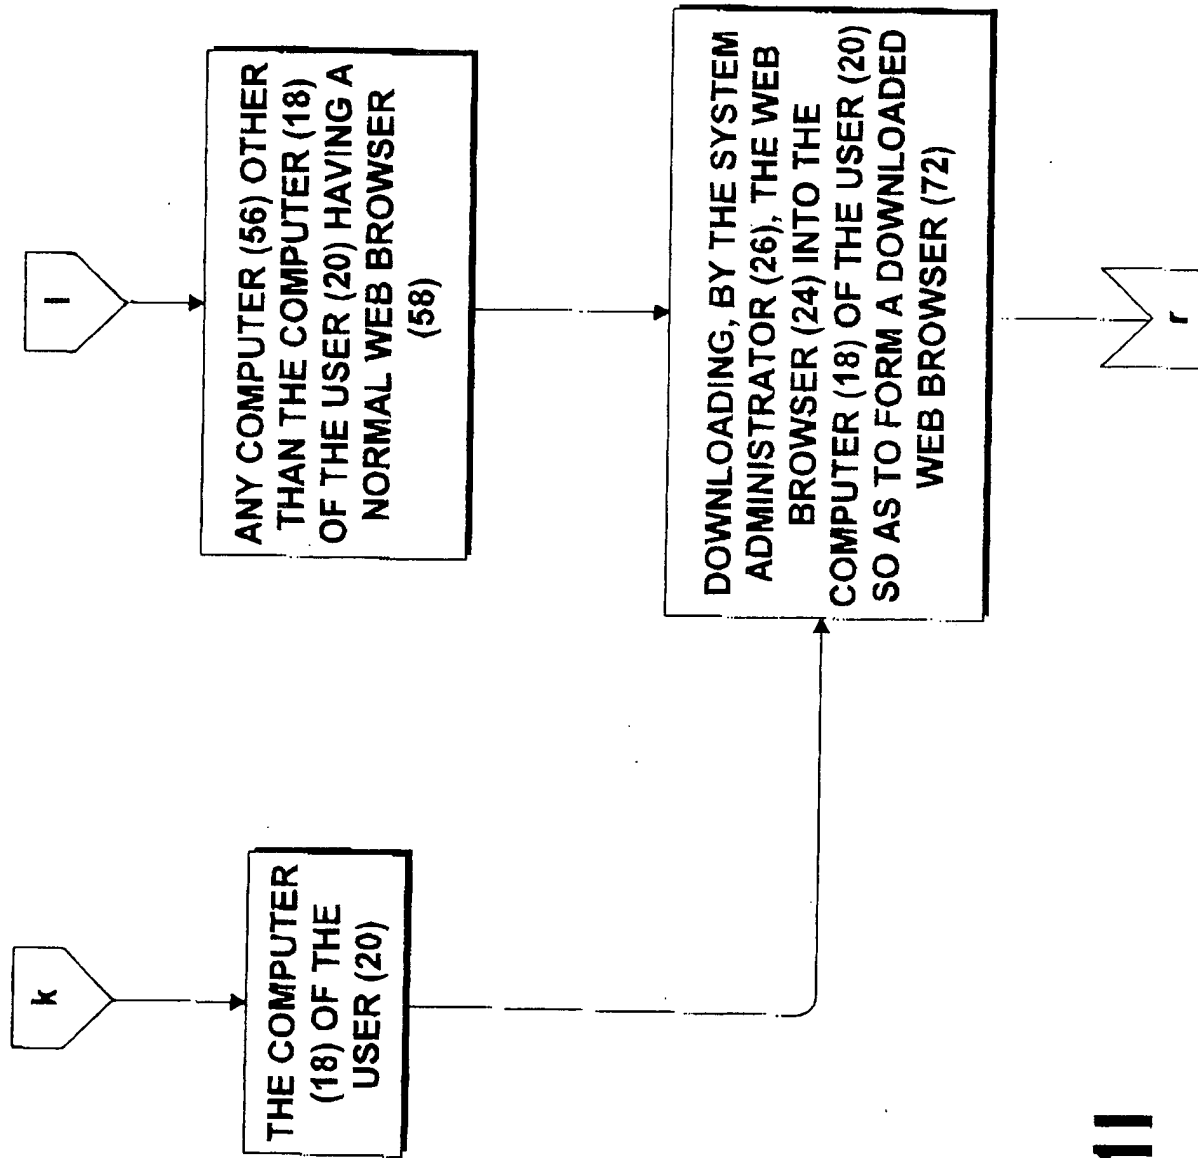 k
l
THE COMPUTER
(18) OF THE
USER (20)
ANY COMPUTER (56) OTHER
THAN THE COMPUTER (18)
OF THE USER (20) HAVING A
NORMAL WEB BROWSER
(58)
DOWNLOADING, BY THE SYSTEM
ADMINISTRATOR (26), THE WEB
BROWSER (24) INTO THE
COMPUTER (18) OF THE USER (20)
SO AS TO FORM A DOWNLOADED
WEB BROWSER (72)
r
1l